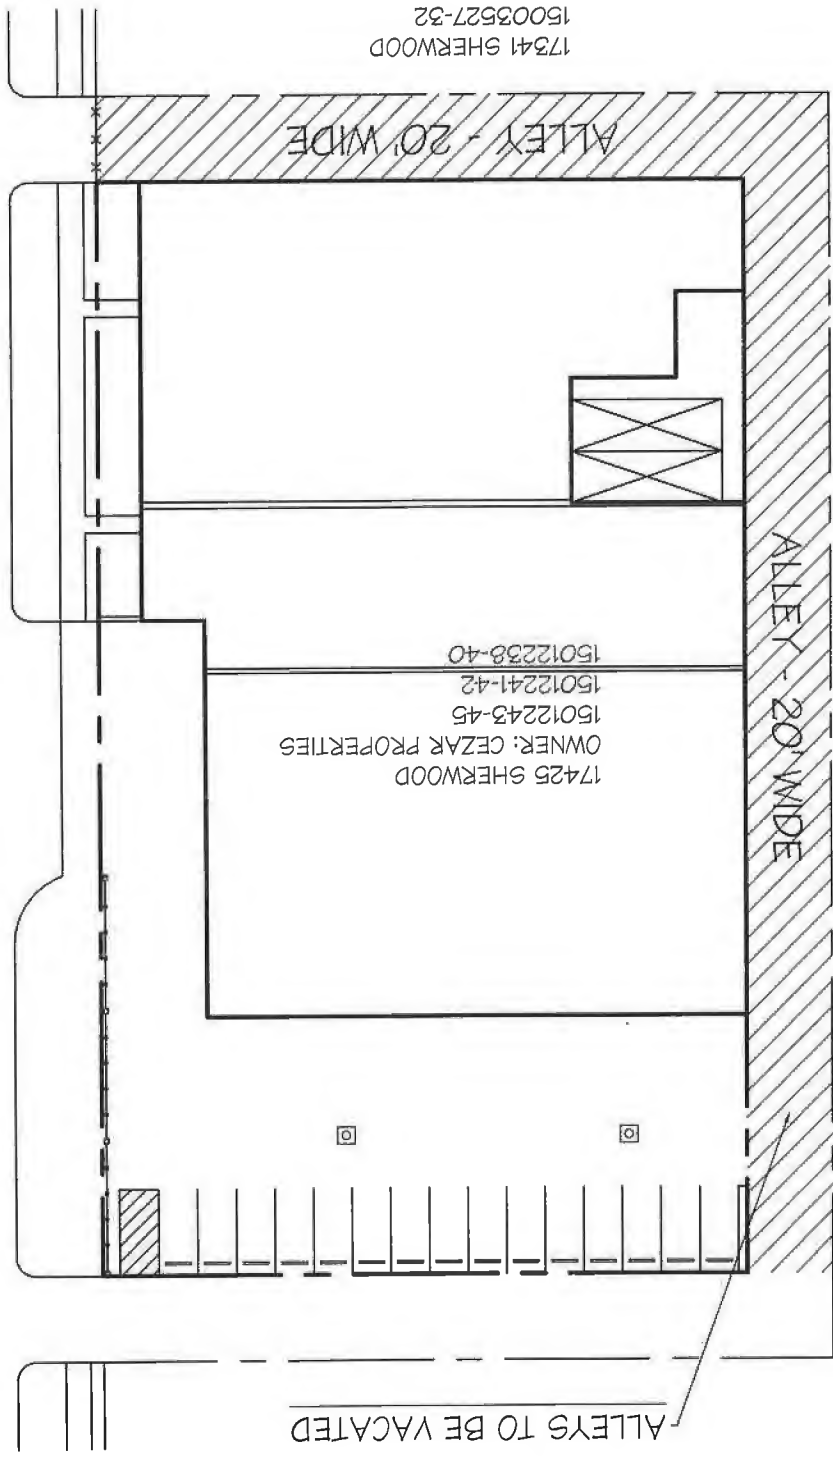 ALLEYS TO BE VACATED
17425 SHERWOOD
OWNER: CEZAR PROPERTIES
15012243-45
15012241-42
15012238-40
ALLEY - 20' WIDE
ALLEY - 20' WIDE
17341 SHERWOOD
15003527-32